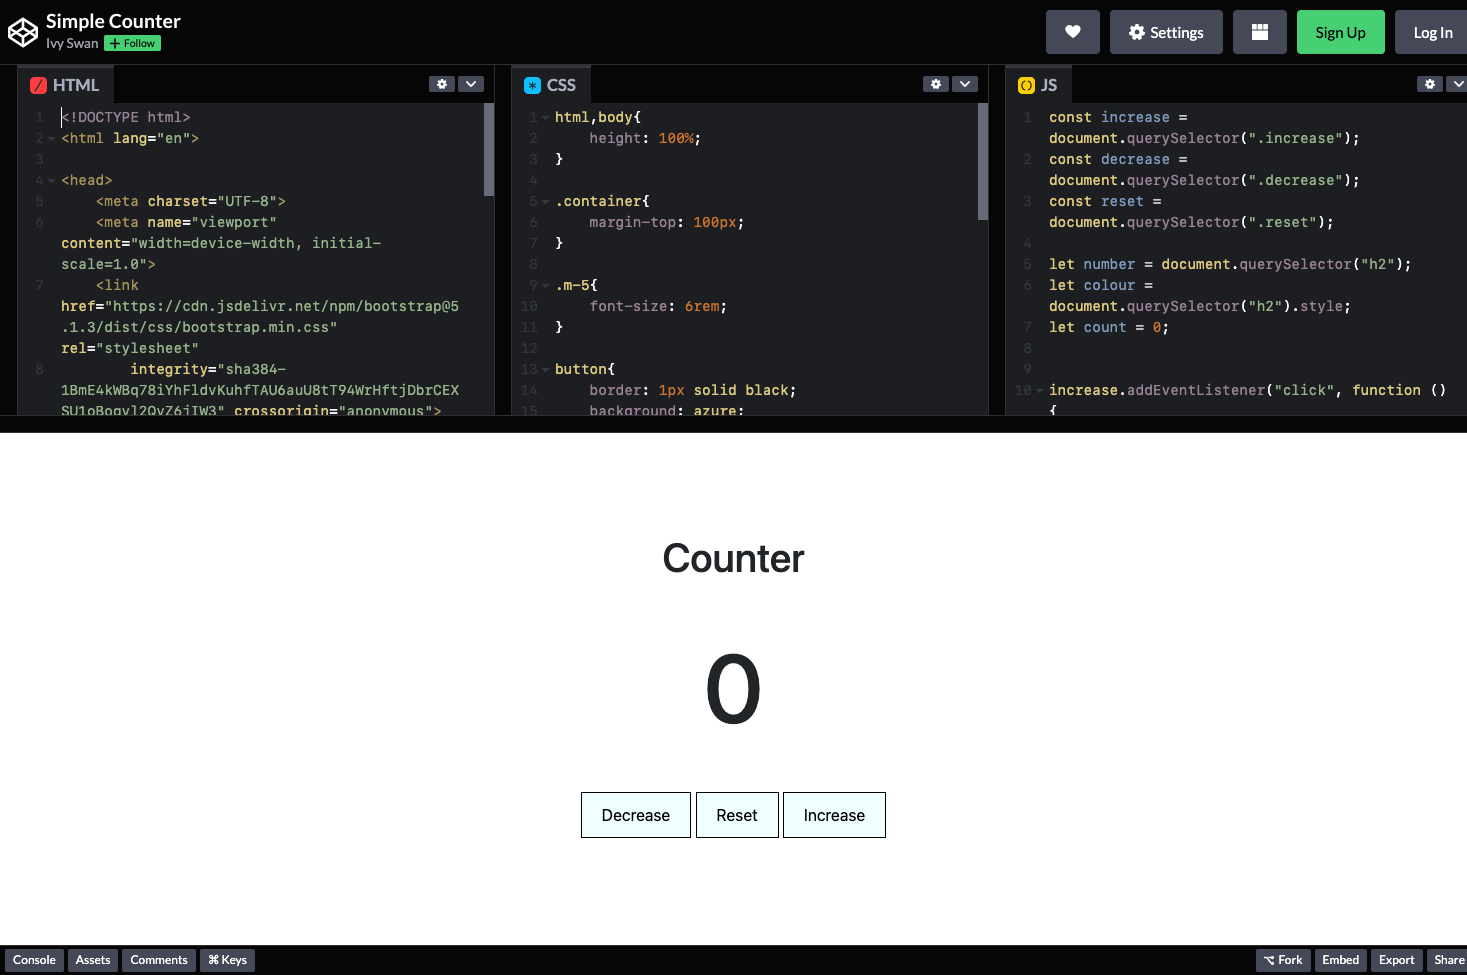 Simple Counter
Ivy Swan + Follow
Settings
Sign Up
Log In
HTML
1 <!DOCTYPE html>
2 <html lang="en">
3
4 <head>
5 <meta charset="UTF-8">
6 <meta name="viewport"
content="width=device-width, initial-
scale=1.0">
7 <link
href="https://cdn.jsdelivr.net/npm/bootstrap@5
.1.3/dist/css/bootstrap.min.css"
rel="stylesheet"
8 integrity="sha384-
1BmE4kWBq78iYhFldvKuhfTAU6auU8tT94WrHftjDbrCEX
SU1oBoqyl2QvZ6jIW3" crossorigin="anonymous">
CSS
1 html,body{
2 height: 100%;
3 }
4
5 .container{
6 margin-top: 100px;
7 }
8
9 .m-5{
10 font-size: 6rem;
11 }
12
13 button{
14 border: 1px solid black;
15 background: azure;
JS
1 const increase =
document.querySelector(".increase");
2 const decrease =
document.querySelector(".decrease");
3 const reset =
document.querySelector(".reset");
4
5 let number = document.querySelector("h2");
6 let colour =
document.querySelector("h2").style;
7 let count = 0;
8
9
10 increase.addEventListener("click", function ()
{
Counter
0
Decrease
Reset
Increase
Console
Assets
Comments
⌘ Keys
⌥ Fork
Embed
Export
Share